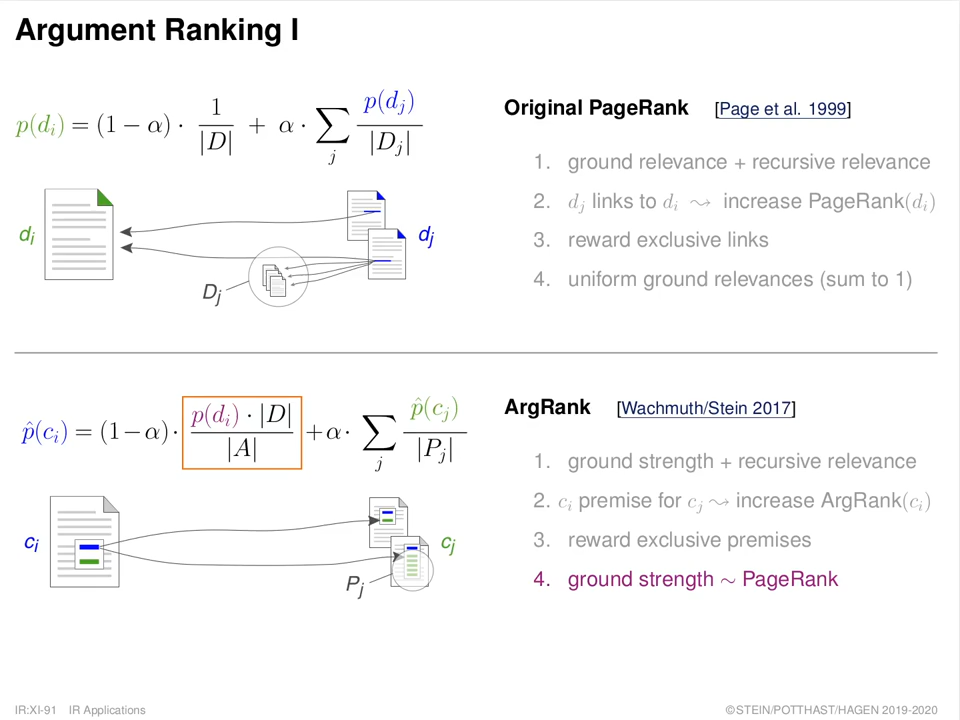 Argument Ranking I
p(d_i) = (1 − α) · 1/|D| + α · ∑_j p(d_j)/|D_j|
Original PageRank [Page et al. 1999]
1. ground relevance + recursive relevance
2. d_j links to d_i ⤳ increase PageRank(d_i)
3. reward exclusive links
4. uniform ground relevances (sum to 1)
d_i
d_j
D_j
p̂(c_i) = (1−α) · p(d_i) · |D|/|A| + α · ∑_j p̂(c_j)/|P_j|
ArgRank [Wachmuth/Stein 2017]
1. ground strength + recursive relevance
2. c_i premise for c_j ⤳ increase ArgRank(c_i)
3. reward exclusive premises
4. ground strength ∼ PageRank
c_i
c_j
P_j
IR:XI-91 IR Applications
©STEIN/POTTHAST/HAGEN 2019-2020